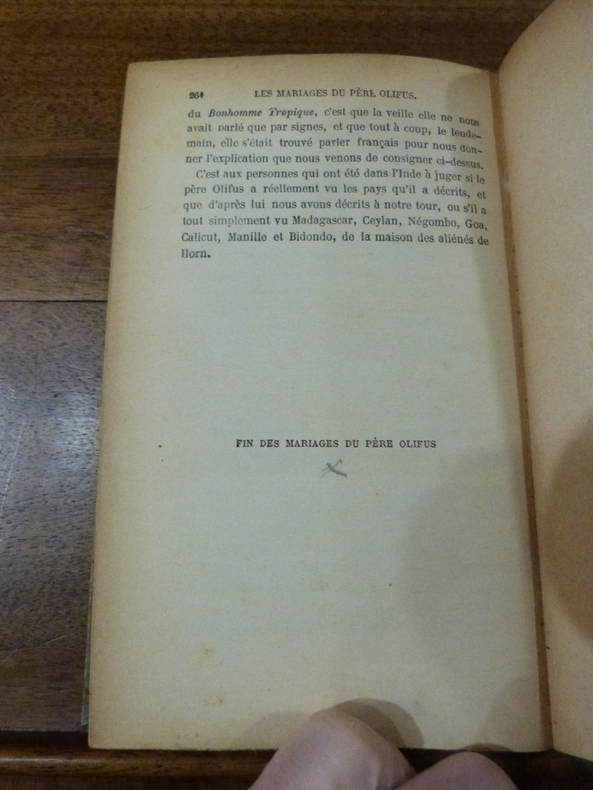 264 LES MARIAGES DU PÈRE OLIFUS.
du Bonhomme Tropique, c'est que la veille elle ne nous
avait parlé que par signes, et que tout à coup, le lende-
main, elle s'était trouvé parler français pour nous don-
ner l'explication que nous venons de consigner ci-dessus.
C'est aux personnes qui ont été dans l'Inde à juger si le
père Olifus a réellement vu les pays qu'il a décrits, et
que d'après lui nous avons décrits à notre tour, ou s'il a
tout simplement vu Madagascar, Ceylan, Négombo, Goa,
Calicut, Manille et Bidondo, de la maison des aliénés de
Horn.
FIN DES MARIAGES DU PÈRE OLIFUS